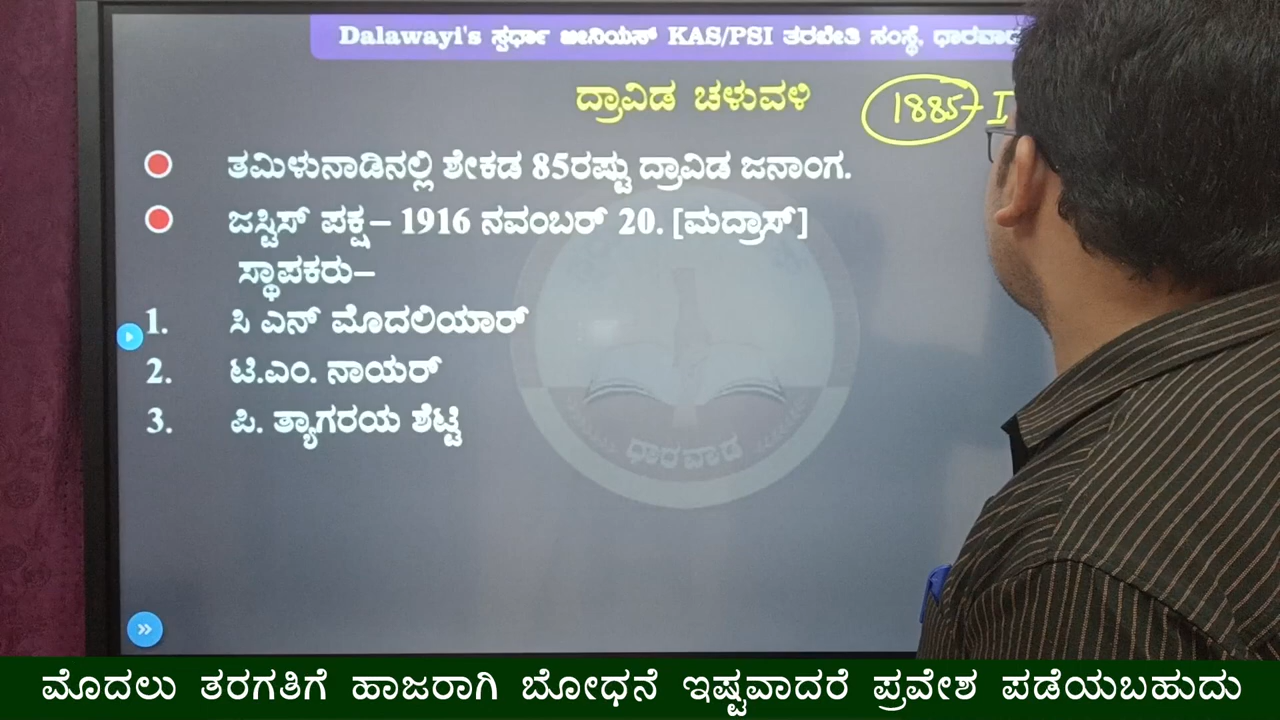 Dalawayi's ಸ್ಪರ್ಧಾ ಜೀನಿಯಸ್ KAS/PSI ತರಬೇತಿ ಸಂಸ್ಥೆ, ಧಾರವಾಡ
ದ್ರಾವಿಡ ಚಳುವಳಿ 1885 - I
ತಮಿಳುನಾಡಿನಲ್ಲಿ ಶೇಕಡ 85ರಷ್ಟು ದ್ರಾವಿಡ ಜನಾಂಗ.
ಜಸ್ಟಿಸ್ ಪಕ್ಷ– 1916 ನವಂಬರ್ 20. [ಮದ್ರಾಸ್]
ಸ್ಥಾಪಕರು–
1. ಸಿ ಎನ್ ಮೊದಲಿಯಾರ್
2. ಟಿ.ಎಂ. ನಾಯರ್
3. ಪಿ. ತ್ಯಾಗರಯ ಶೆಟ್ಟಿ
ಧಾರವಾಡ
ಮೊದಲು ತರಗತಿಗೆ ಹಾಜರಾಗಿ ಬೋಧನೆ ಇಷ್ಟವಾದರೆ ಪ್ರವೇಶ ಪಡೆಯಬಹುದು